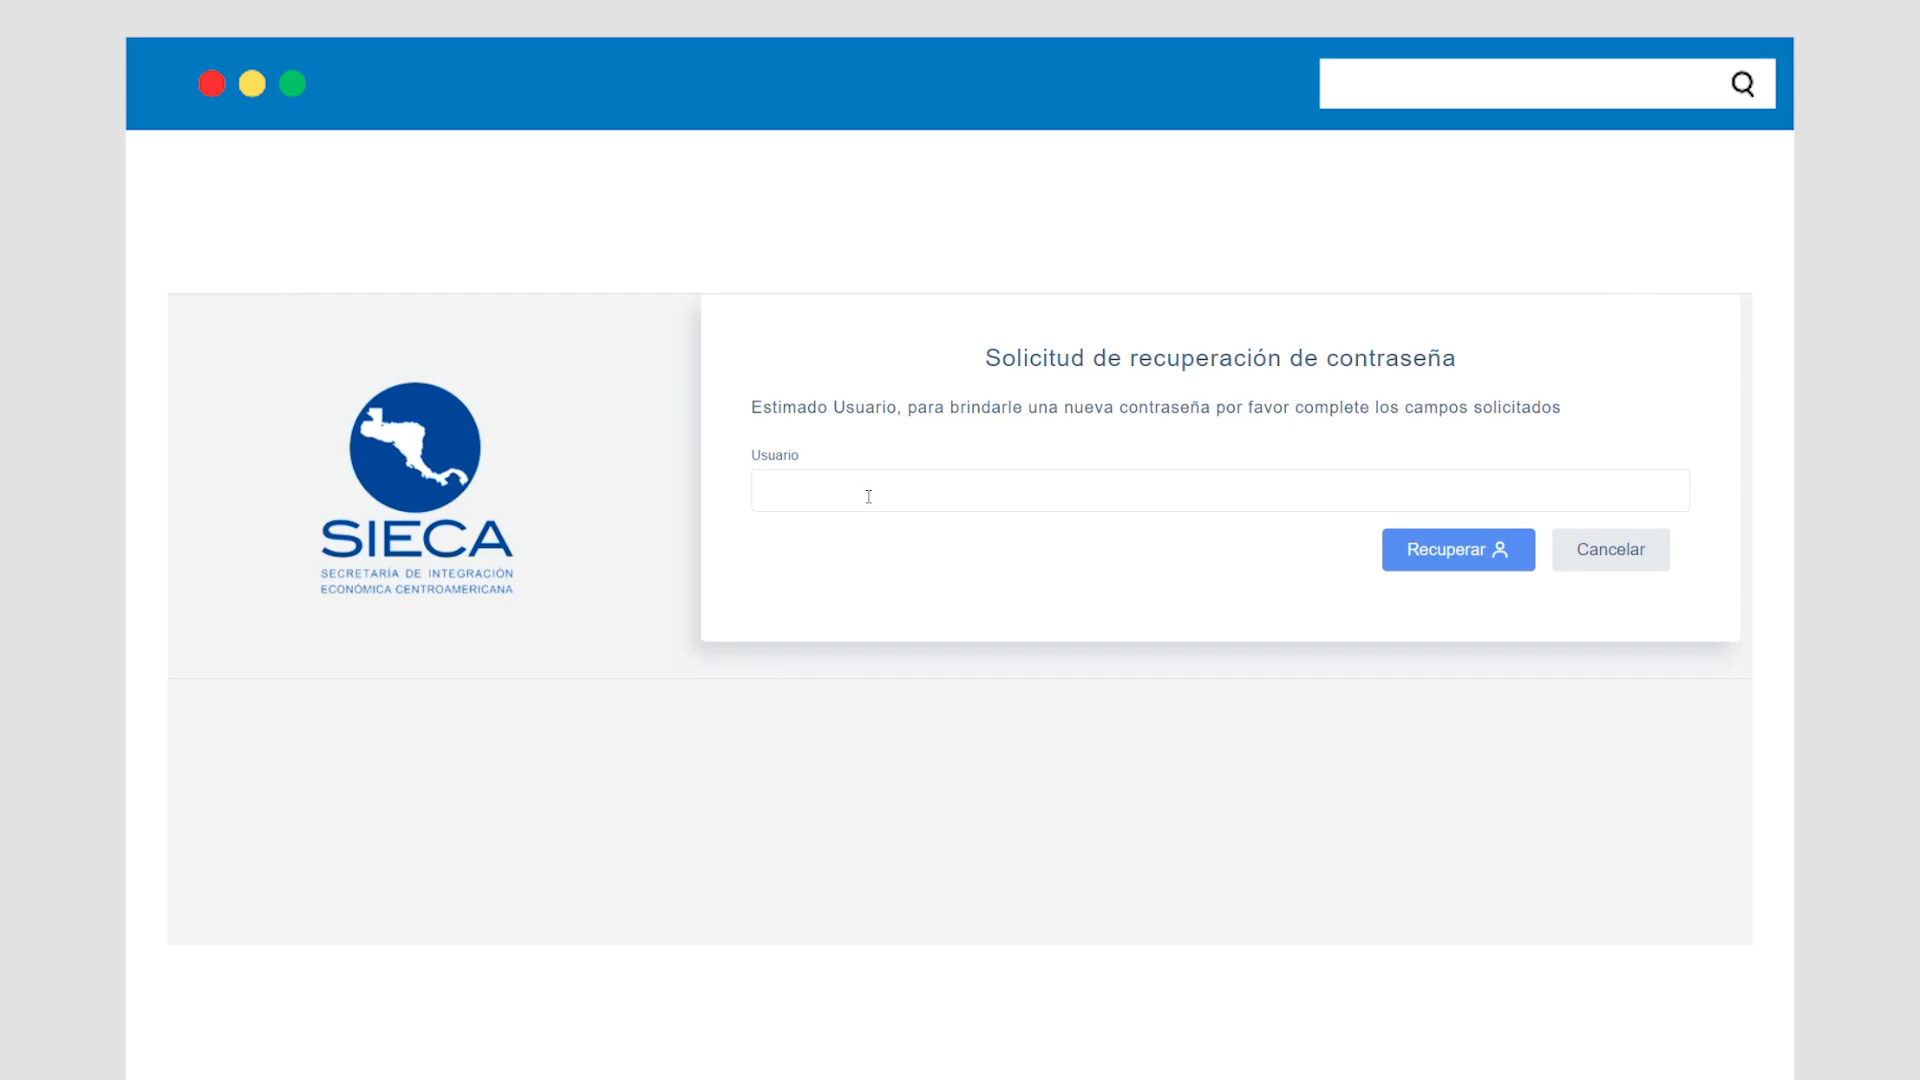 Solicitud de recuperación de contraseña
Estimado Usuario, para brindarle una nueva contraseña por favor complete los campos solicitados
Usuario
Recuperar
Cancelar
SIECA
SECRETARÍA DE INTEGRACIÓN
ECONÓMICA CENTROAMERICANA